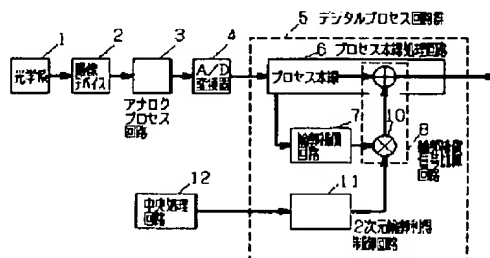 5 デジタルプロセス回路群
1
2
3
4
6 プロセス本線処理回路
光学系
撮像
デバイス
A/D
変換器
プロセス本線
アナログ
プロセス
回路
7
10
輪郭補償
回路
8
輪郭補償
信号加算
回路
12
11
中央処理
回路
2次元輪郭利得
制御回路